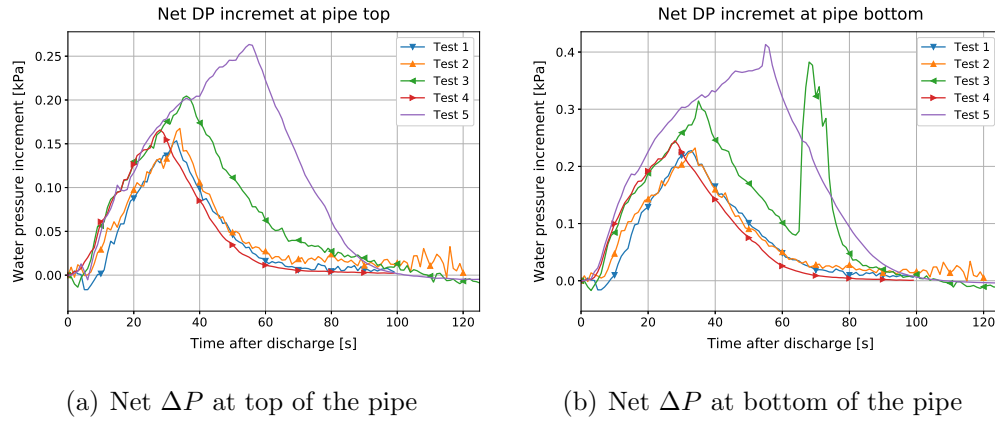 Net DP incremet at pipe top
Water pressure increment [kPa]
0.25
0.20
0.15
0.10
0.05
0.00
Test 1
Test 2
Test 3
Test 4
Test 5
0 20 40 60 80 100 120
Time after discharge [s]
(a) Net ΔP at top of the pipe
Net DP incremet at pipe bottom
Water pressure increment [kPa]
0.4
0.3
0.2
0.1
0.0
Test 1
Test 2
Test 3
Test 4
Test 5
0 20 40 60 80 100 120
Time after discharge [s]
(b) Net ΔP at bottom of the pipe